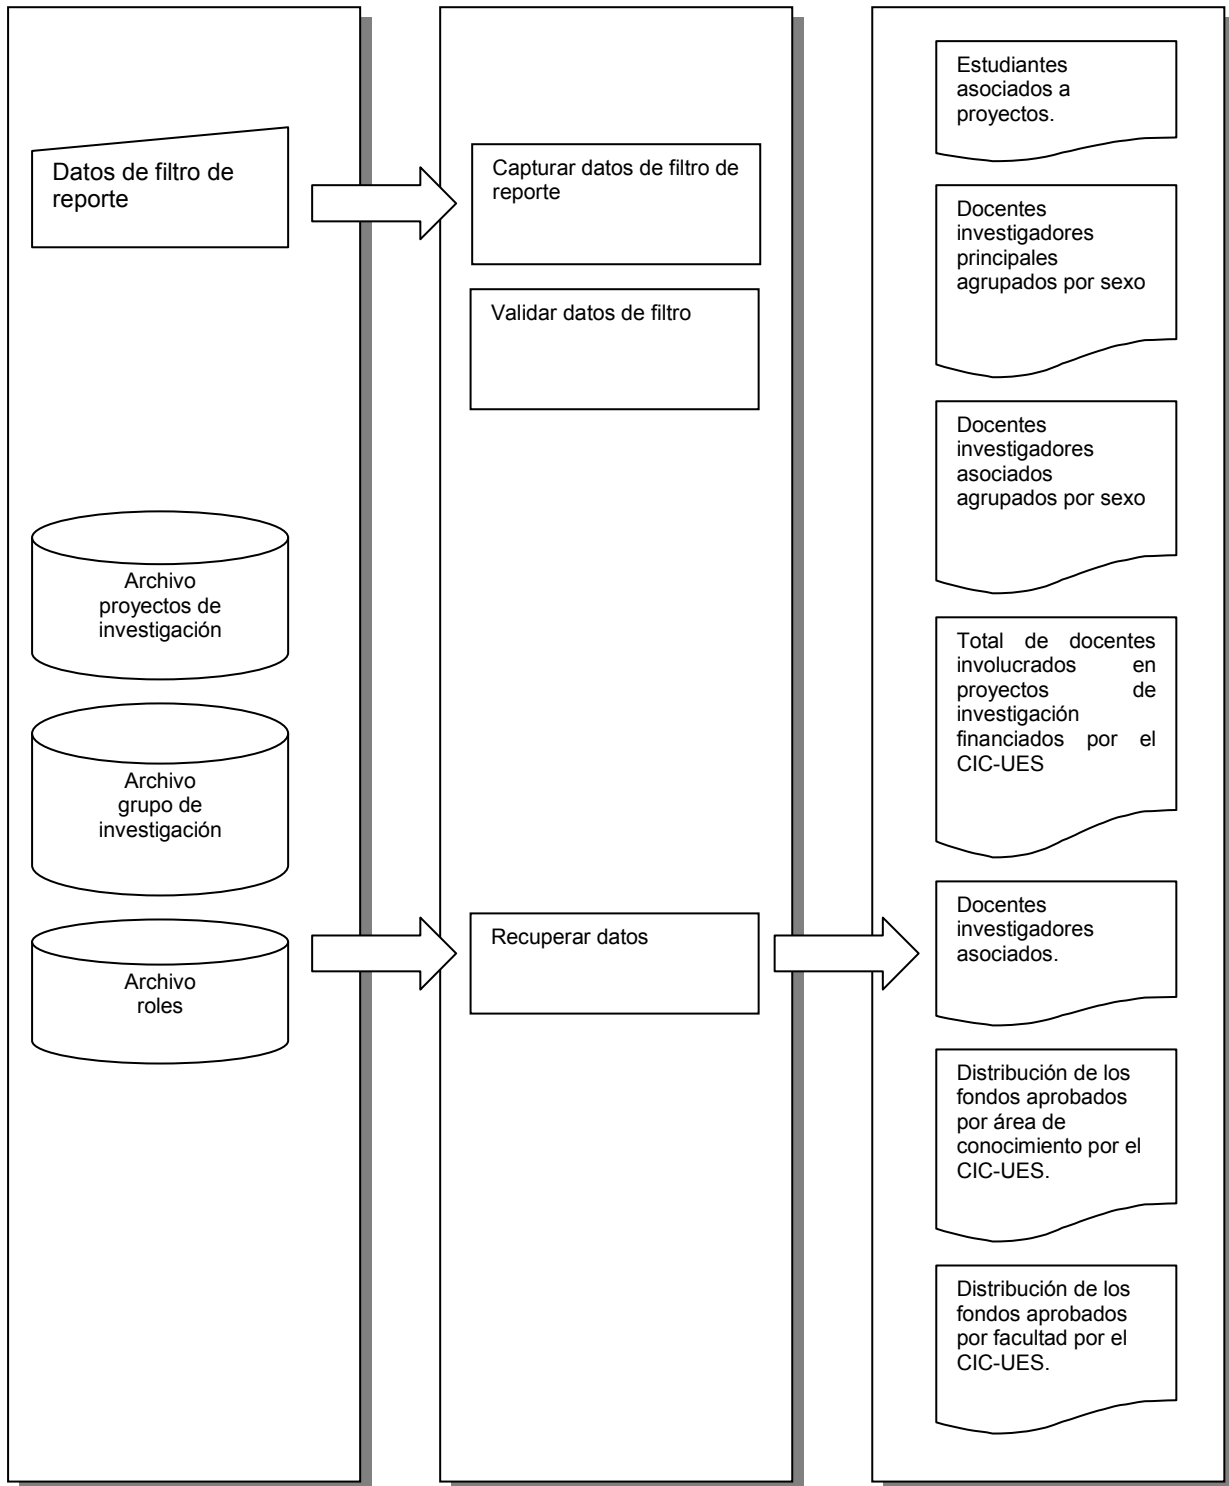 Datos de filtro de
reporte
Archivo
proyectos de
investigación
Archivo
grupo de
investigación
Archivo
roles
Capturar datos de filtro de
reporte
Validar datos de filtro
Recuperar datos
Estudiantes
asociados a
proyectos.
Docentes
investigadores
principales
agrupados por sexo
Docentes
investigadores
asociados
agrupados por sexo
Total de docentes
involucrados en
proyectos de
investigación
financiados por el
CIC-UES
Docentes
investigadores
asociados.
Distribución de los
fondos aprobados
por área de
conocimiento por el
CIC-UES.
Distribución de los
fondos aprobados
por facultad por el
CIC-UES.